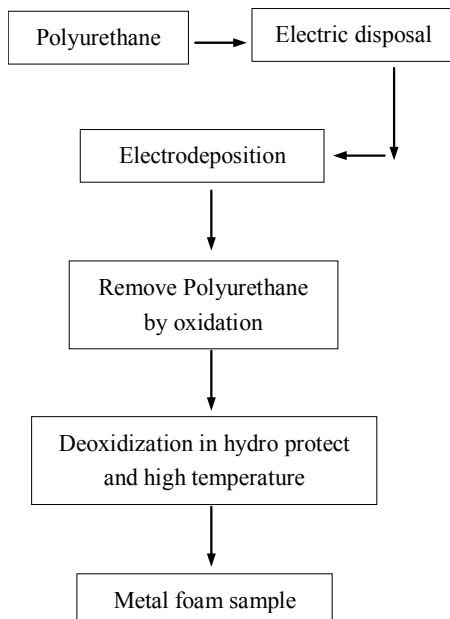 Polyurethane
Electric disposal
Electrodeposition
Remove Polyurethane
by oxidation
Deoxidization in hydro protect
and high temperature
Metal foam sample